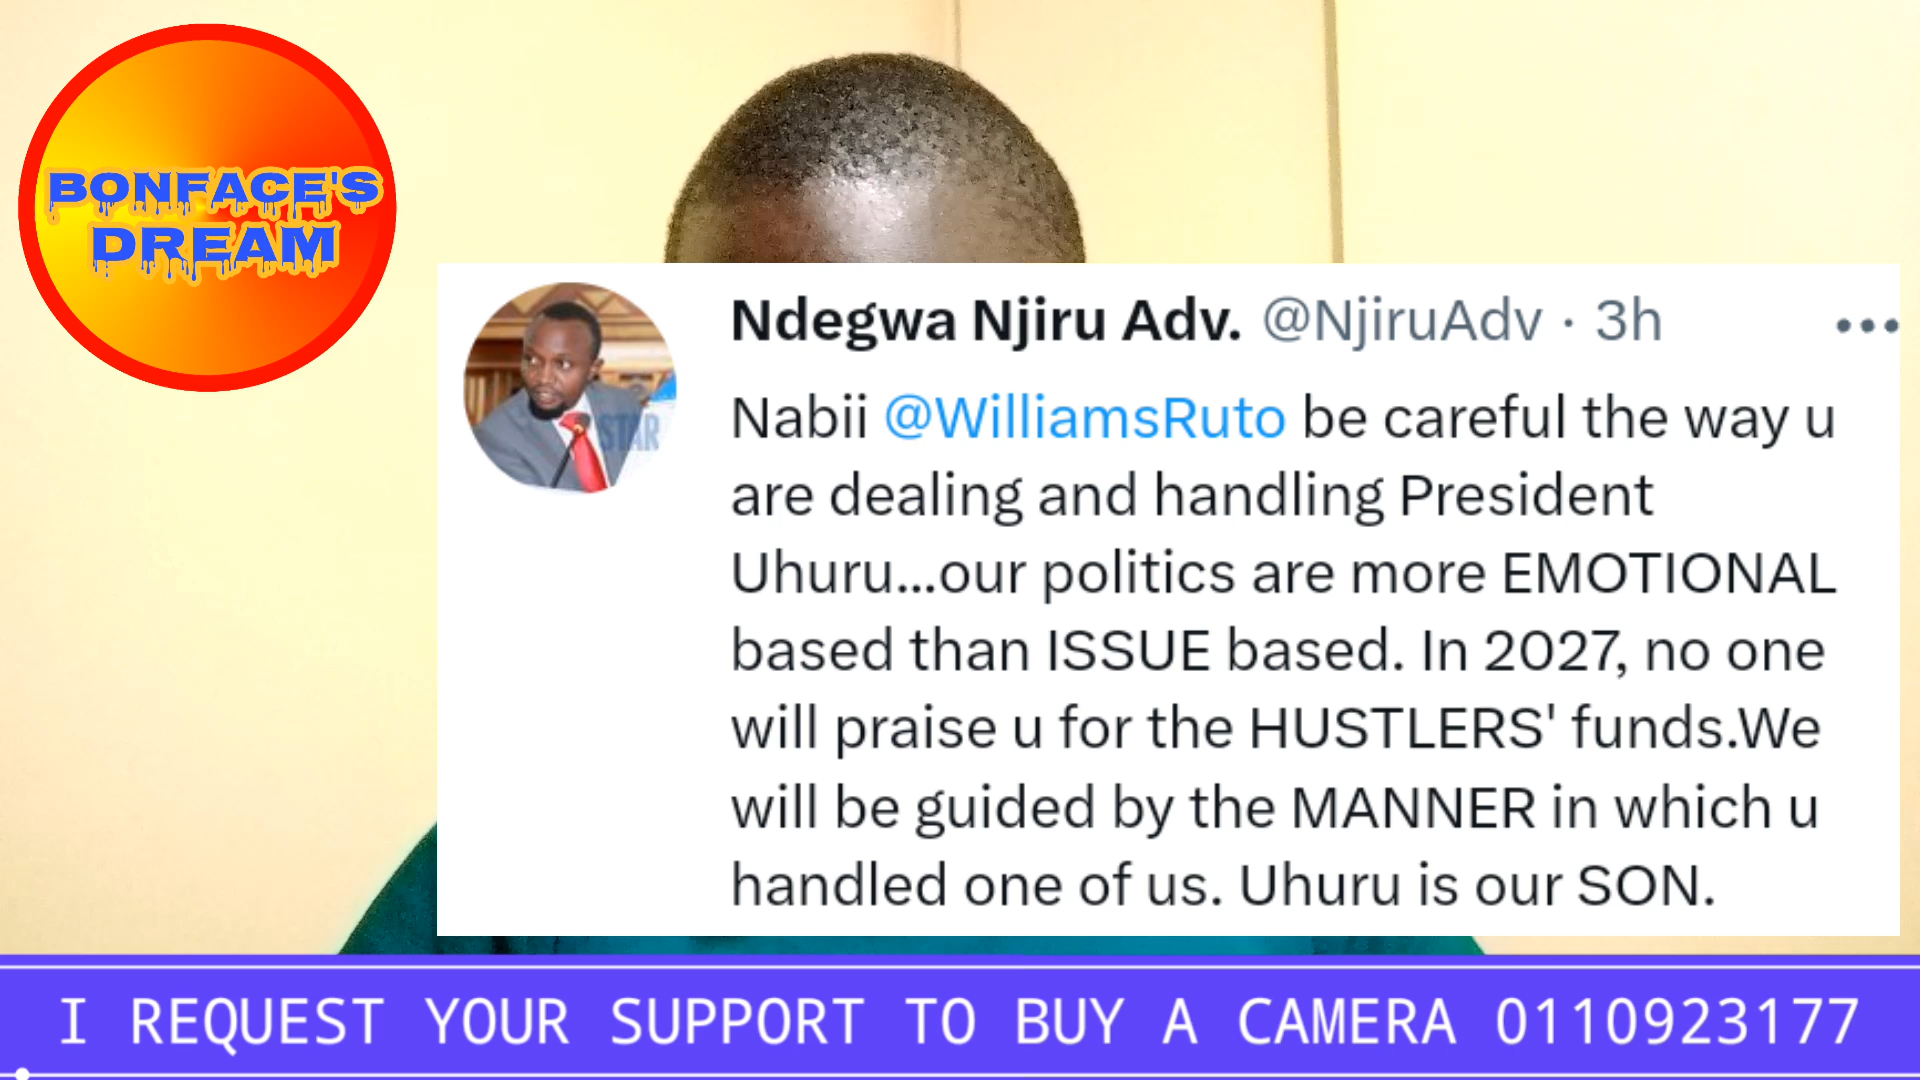 BONFACE'S
DREAM
Ndegwa Njiru Adv. @NjiruAdv · 3h
Nabii @WilliamsRuto be careful the way u
are dealing and handling President
Uhuru...our politics are more EMOTIONAL
based than ISSUE based. In 2027, no one
will praise u for the HUSTLERS' funds.We
will be guided by the MANNER in which u
handled one of us. Uhuru is our SON.
STAR
I REQUEST YOUR SUPPORT TO BUY A CAMERA 0110923177